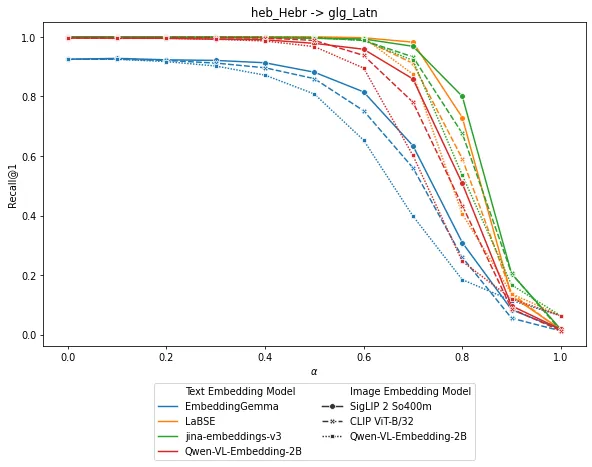 heb_Hebr -> glg_Latn
Recall@1
1.0
0.8
0.6
0.4
0.2
0.0
0.0 0.2 0.4 0.6 0.8 1.0
α
Text Embedding Model Image Embedding Model
EmbeddingGemma SigLIP 2 So400m
LaBSE CLIP ViT-B/32
jina-embeddings-v3 Qwen-VL-Embedding-2B
Qwen-VL-Embedding-2B